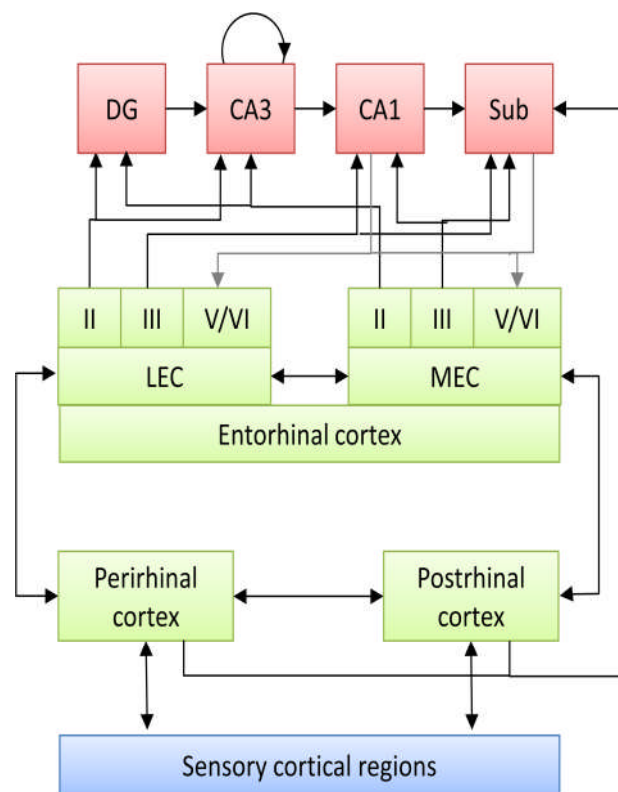 DG CA3 CA1 Sub
II III V/VI II III V/VI
LEC MEC
Entorhinal cortex
Perirhinal
cortex
Postrhinal
cortex
Sensory cortical regions